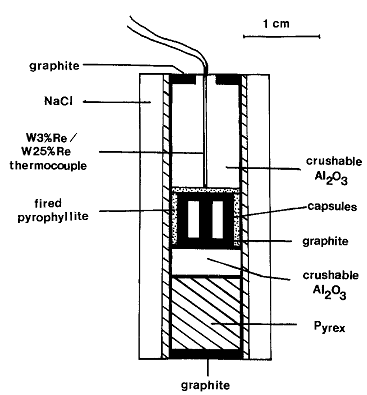 1 cm
graphite
NaCl
W3%Re/
W25%Re
thermocouple
crushable
Al₂O₃
fired
pyrophyllite
capsules
graphite
crushable
Al₂O₃
Pyrex
graphite